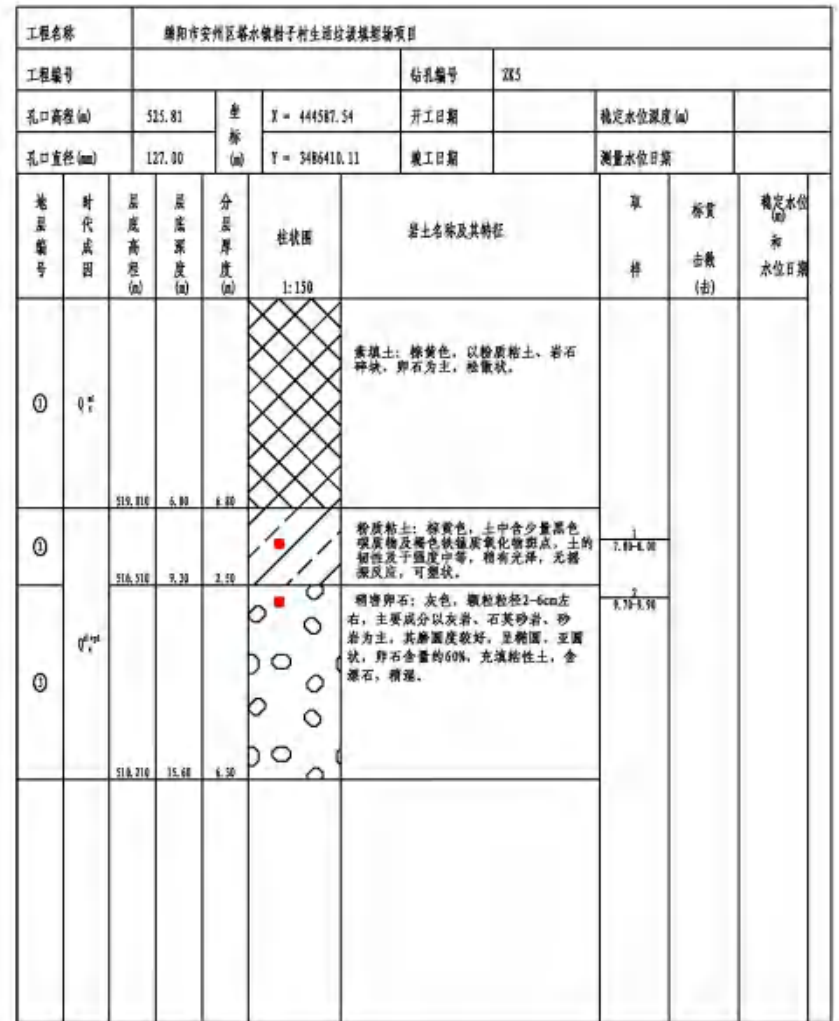 工程名称 绵阳市安州区塔水镇柑子村生活垃圾填埋场项目
工程编号 钻孔编号 ZK5
孔口高程(m) 525.81 坐标(m) X = 444587.54 开工日期 稳定水位深度(m)
孔口直径(mm) 127.00 Y = 3486410.11 竣工日期 测量水位日期
地层编号 时代成因 层底高程(m) 层底深度(m) 分层厚度(m) 柱状图 1:150 岩土名称及其特征 取样 标贯击数(击) 稳定水位(m)和水位日期
素填土：棕黄色，以粉质粘土、岩石
碎块、卵石为主，松散状。
①
6.80 6.80
粉质粘土：棕黄色，土中含少量黑色
碳质物及褐色铁锰质氧化物斑点，土的
韧性及干强度中等，稍有光泽，无摇
振反应，可塑状。
①
1
516.510 9.30 2.50
稍密卵石：灰色，颗粒粒径2-6cm左
右，主要成分以灰岩、石英砂岩、砂
岩为主，其磨圆度较好，呈椭圆、亚圆
状，卵石含量约60%，充填粘性土，含
漂石，稍湿。
2
9.70-9.90
①
510.210 15.60 6.30